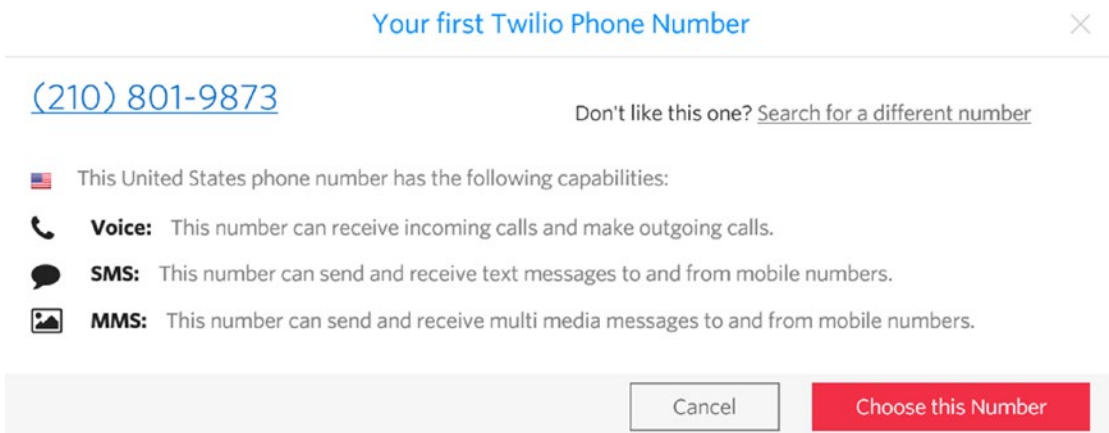 Your first Twilio Phone Number
(210) 801-9873
Don't like this one? Search for a different number
This United States phone number has the following capabilities:
Voice: This number can receive incoming calls and make outgoing calls.
SMS: This number can send and receive text messages to and from mobile numbers.
MMS: This number can send and receive multi media messages to and from mobile numbers.
Cancel
Choose this Number